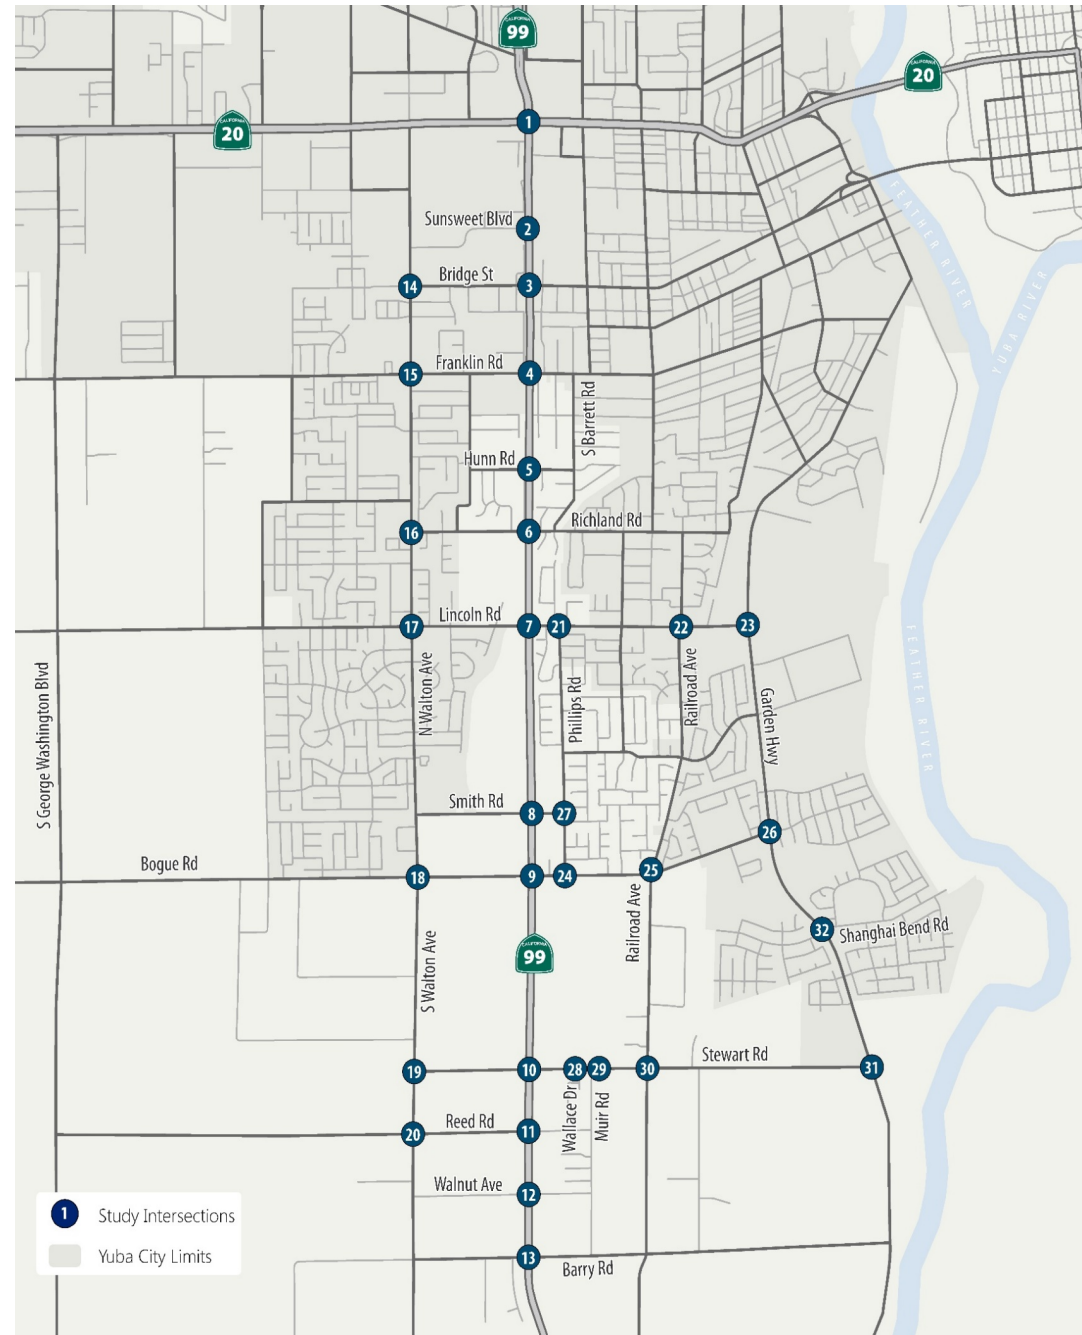 CALIFORNIA
99
CALIFORNIA
20
CALIFORNIA
20
1
Sunsweet Blvd
2
14
Bridge St
3
FEATHER RIVER
YUBA RIVER
15
Franklin Rd
4
S Barrett Rd
Hunn Rd
5
16
6
Richland Rd
17
Lincoln Rd
7
21
22
23
S George Washington Blvd
N Walton Ave
Phillips Rd
Railroad Ave
Garden Hwy
FEATHER RIVER
Smith Rd
8
27
26
Bogue Rd
18
9
24
25
S Walton Ave
CALIFORNIA
99
Railroad Ave
32
Shanghai Bend Rd
19
10
28
29
30
Stewart Rd
31
Wallace Dr
Muir Rd
20
Reed Rd
11
Walnut Ave
12
13
Barry Rd
1
Study Intersections
Yuba City Limits